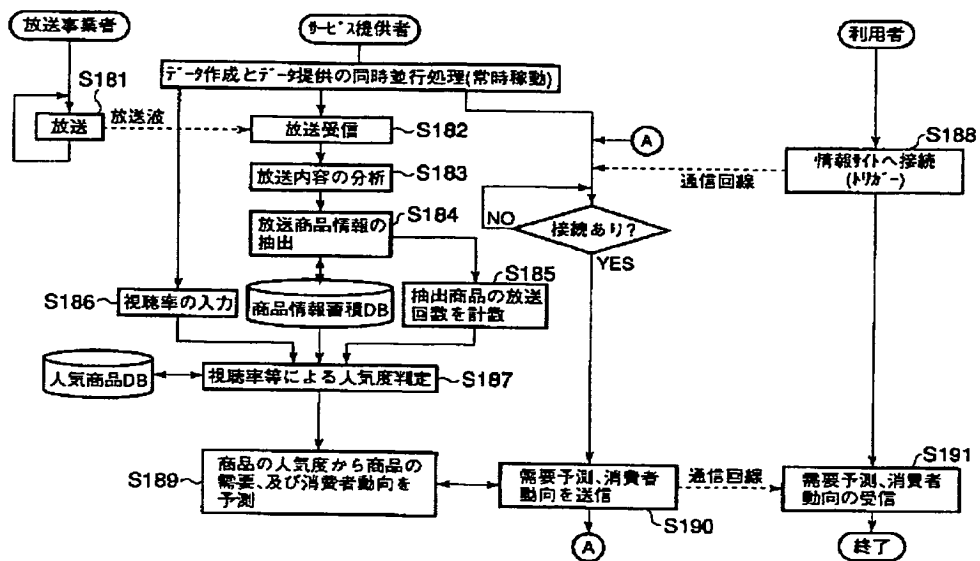 放送事業者
サービス提供者
利用者
データ作成とデータ提供の同時並行処理(常時稼動)
S181
放送
放送波
放送受信
S182
A
S188
情報サイトへ接続
(トリガー)
通信回線
放送内容の分析
S183
放送商品情報の
抽出
S184
NO
接続あり?
YES
S185
抽出商品の放送
回数を計数
S186
視聴率の入力
商品情報蓄積DB
人気商品DB
視聴率等による人気度判定
S187
S189
商品の人気度から商品の
需要、及び消費者動向を
予測
需要予測、消費者
動向を送信
S190
通信回線
S191
需要予測、消費者
動向の受信
A
終了